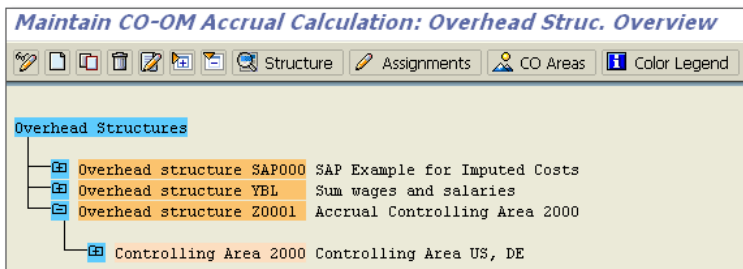 Maintain CO-OM Accrual Calculation: Overhead Struc. Overview
Structure Assignments CO Areas Color Legend
Overhead Structures
Overhead structure SAP000 SAP Example for Imputed Costs
Overhead structure YBL Sum wages and salaries
Overhead structure Z0001 Accrual Controlling Area 2000
Controlling Area 2000 Controlling Area US, DE